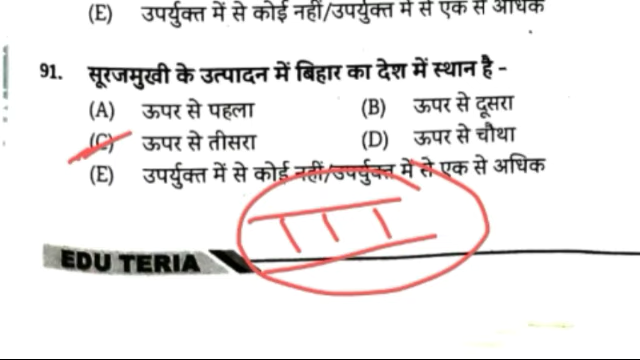 (E) उपर्युक्त में से कोई नहीं/उपर्युक्त में से एक से अधिक
91. सूरजमुखी के उत्पादन में बिहार का देश में स्थान है -
(A) ऊपर से पहला (B) ऊपर से दूसरा
(C) ऊपर से तीसरा (D) ऊपर से चौथा
(E) उपर्युक्त में से कोई नहीं/उपर्युक्त में से एक से अधिक
III
EDU TERIA